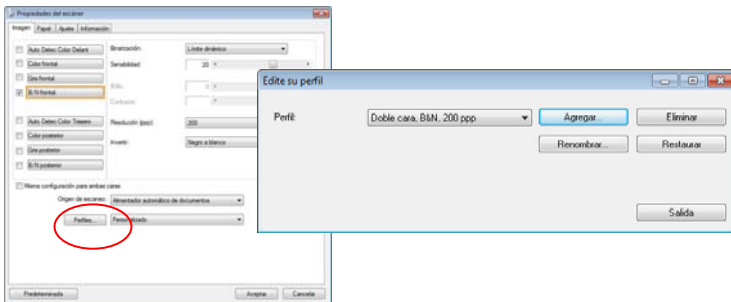 Propiedades del escáner
Imagen Papel Ajuste Información
Auto Detec Color Delant Binarización: Límite dinámico
Color frontal Sensibilidad: 20
Gris frontal
B/N frontal Brillo: 0
Contraste:
Auto Detec Color Trasero Resolución (ppp): 200
Color posterior
Gris posterior Invertir: Negro a blanco
B/N posterior
Misma configuración para ambas caras
Origen de escaneo: Alimentador automático de documentos
Perfiles... Personalizado
Predeterminada Aceptar Cancelar
Edite su perfil
Perfil: Doble cara, B&N, 200 ppp Agregar... Eliminar
Renombrar... Restaurar
Salida